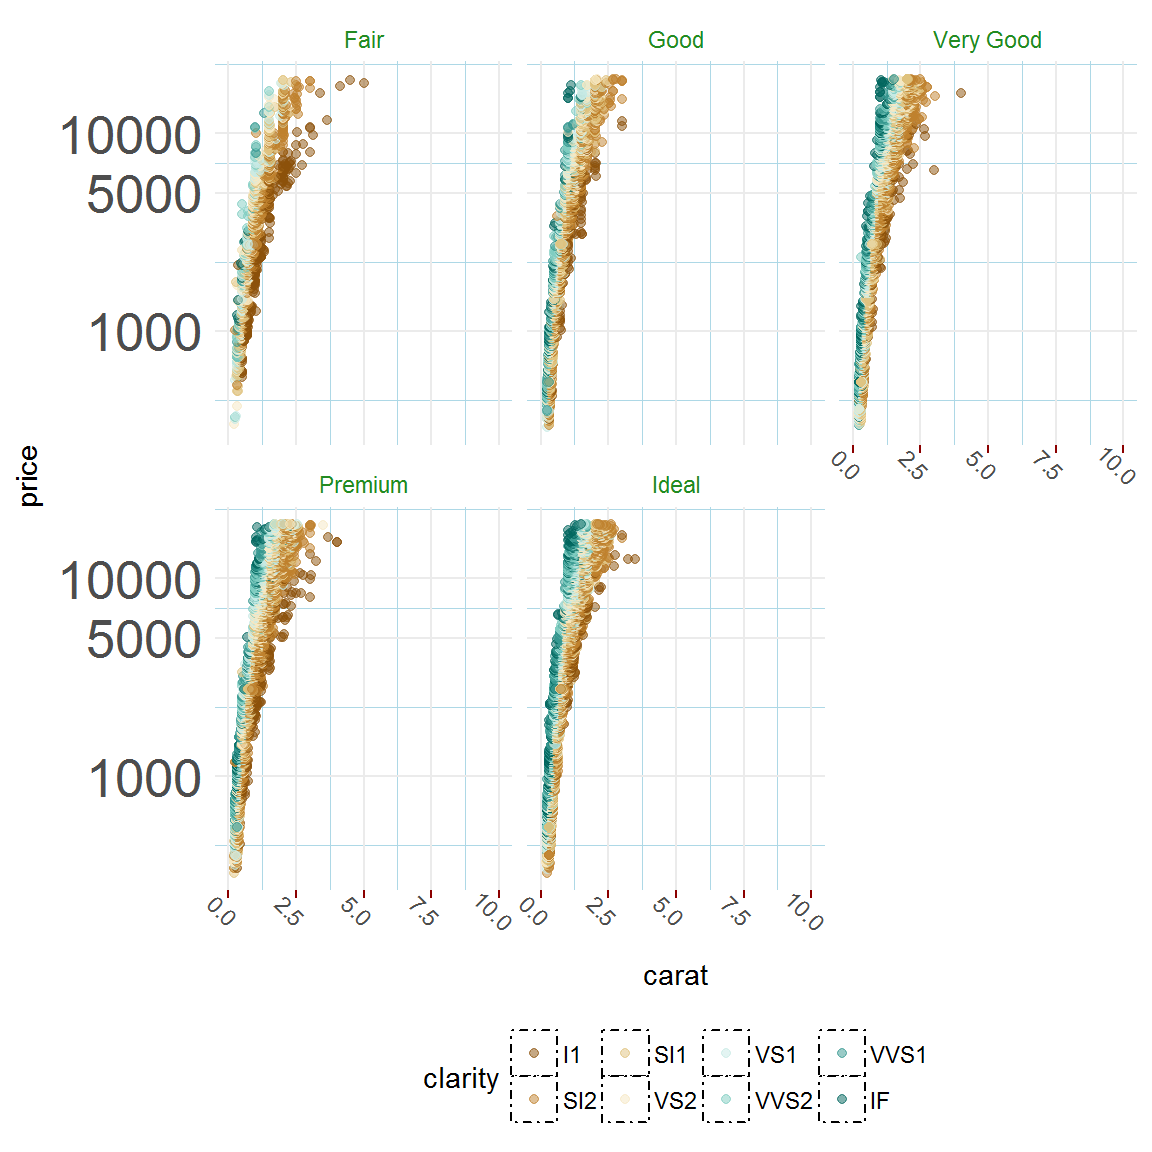 Fair Good Very Good
10000
5000
1000
0.0 2.5 5.0 7.5 10.0
price
Premium Ideal
10000
5000
1000
0.0 2.5 5.0 7.5 10.0 0.0 2.5 5.0 7.5 10.0
carat
clarity
I1 SI1 VS1 VVS1
SI2 VS2 VVS2 IF